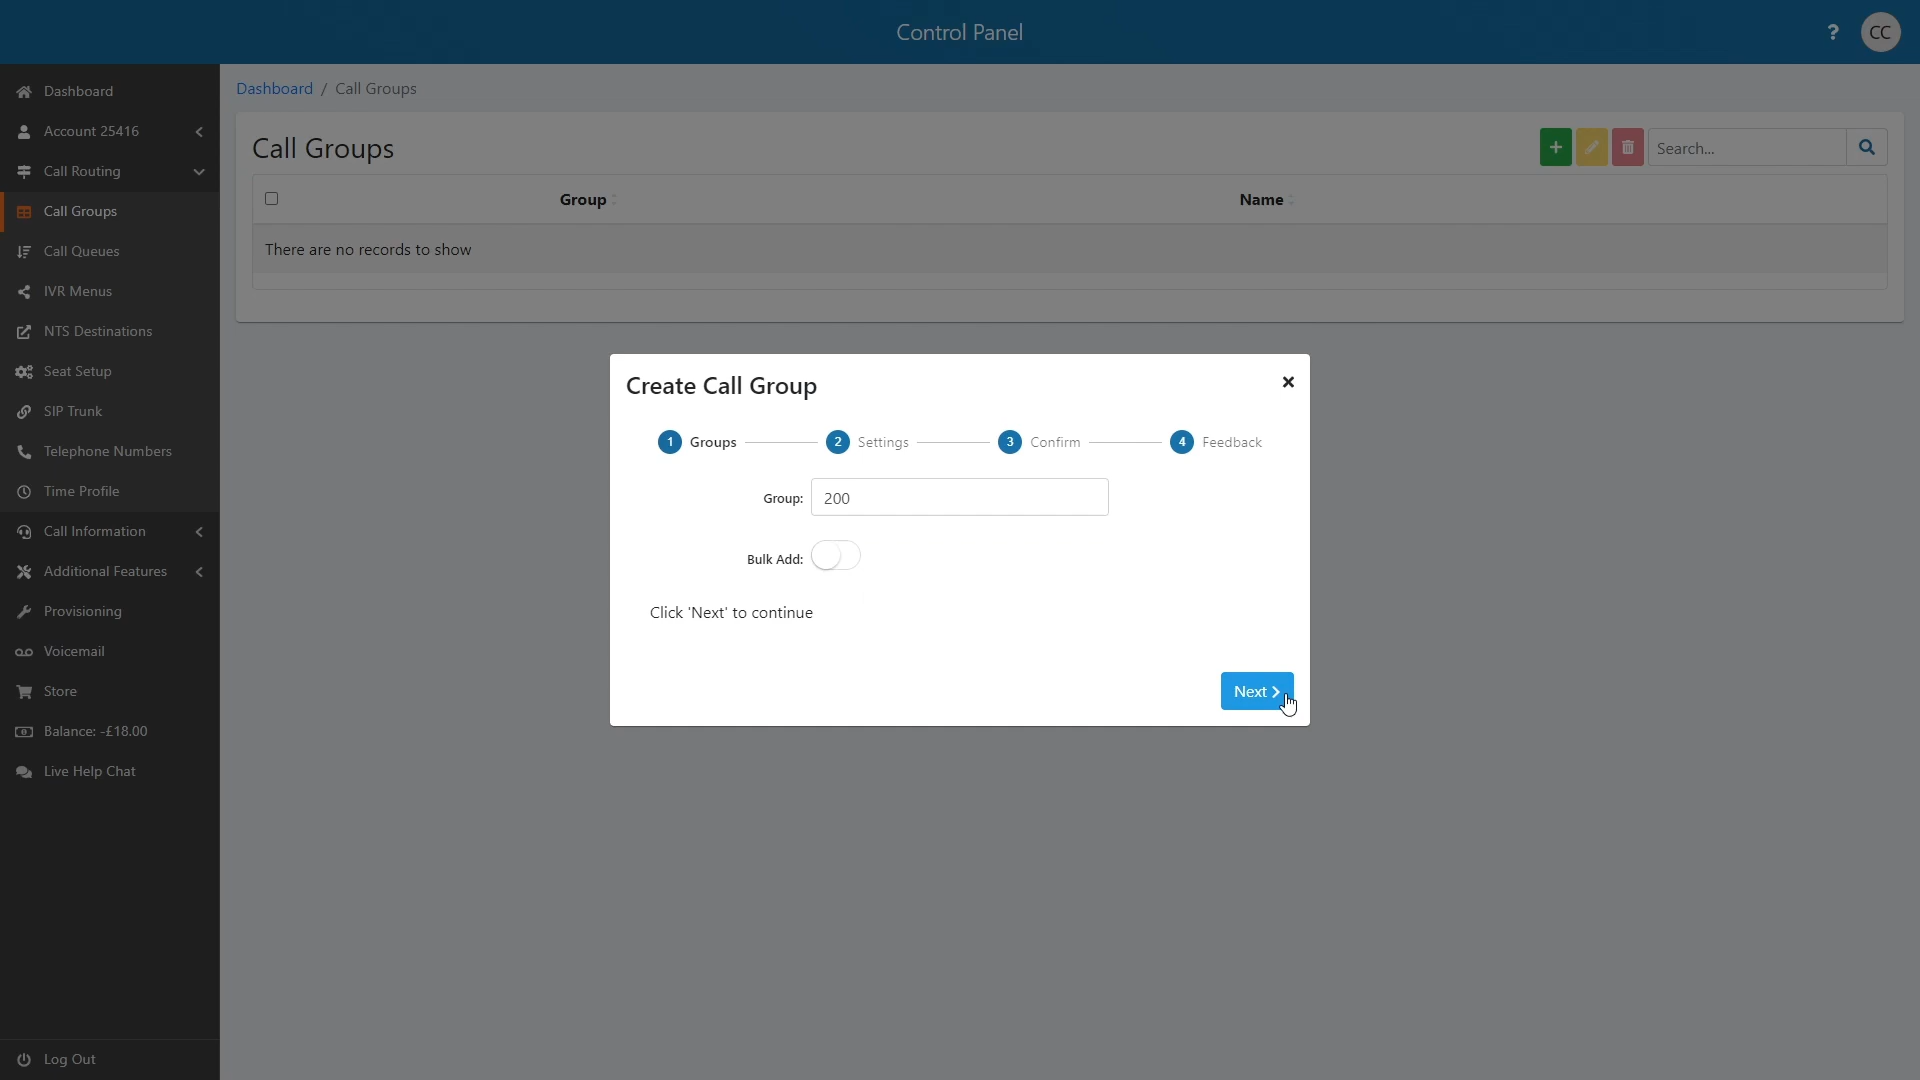 Control Panel
?
CC
Dashboard
Account 25416
Call Routing
Call Groups
Call Queues
IVR Menus
NTS Destinations
Seat Setup
SIP Trunk
Telephone Numbers
Time Profile
Call Information
Additional Features
Provisioning
Voicemail
Store
Balance: -£18.00
Live Help Chat
Log Out
Dashboard / Call Groups
Call Groups
Search...
Group
Name
There are no records to show
Create Call Group
×
1 Groups
2 Settings
3 Confirm
4 Feedback
Group: 200
Bulk Add:
Click 'Next' to continue
Next